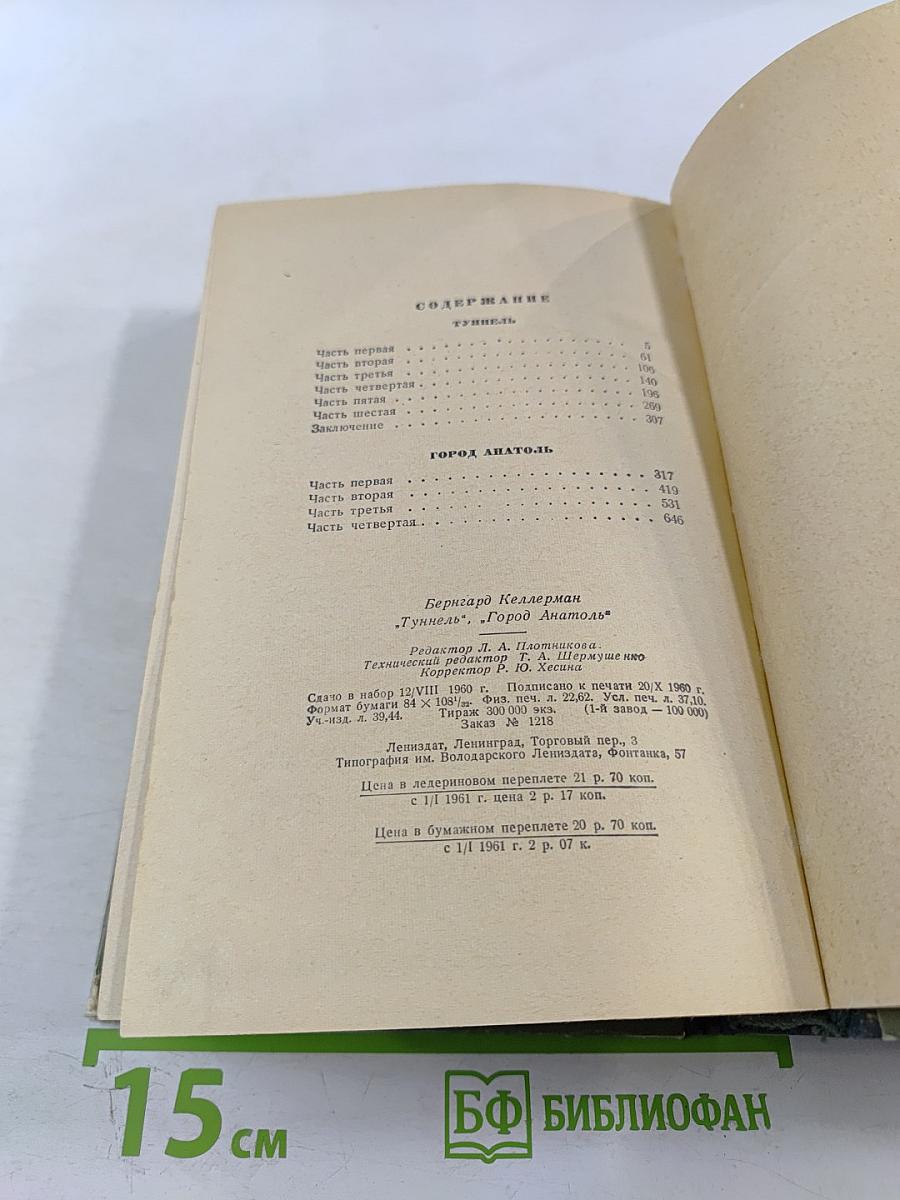 СОДЕРЖАНИЕ
ТУННЕЛЬ
Часть первая . . . . . . . . . . . . . . . . 5
Часть вторая . . . . . . . . . . . . . . . . 61
Часть третья . . . . . . . . . . . . . . . . 106
Часть четвертая . . . . . . . . . . . . . . . 140
Часть пятая . . . . . . . . . . . . . . . . 196
Часть шестая . . . . . . . . . . . . . . . . 269
Заключение . . . . . . . . . . . . . . . . 307
ГОРОД АНАТОЛЬ
Часть первая . . . . . . . . . . . . . . . . 317
Часть вторая . . . . . . . . . . . . . . . . 419
Часть третья . . . . . . . . . . . . . . . . 531
Часть четвертая . . . . . . . . . . . . . . . 646
Бернгард Келлерман
„Туннель“, „Город Анатоль“
Редактор Л. А. Плотникова.
Технический редактор Т. А. Шермушенко
Корректор Р. Ю. Хесина
Сдано в набор 12/VIII 1960 г. Подписано к печати 20/X 1960 г.
Формат бумаги 84 × 108¹/₃₂. Физ. печ. л. 22,62. Усл. печ. л. 37,10.
Уч.-изд. л. 39,44. Тираж 300 000 экз. (1-й завод — 100 000)
Заказ № 1218
Лениздат, Ленинград, Торговый пер., 3
Типография им. Володарского Лениздата, Фонтанка, 57
Цена в ледериновом переплете 21 р. 70 коп.
с 1/I 1961 г. цена 2 р. 17 коп.
Цена в бумажном переплете 20 р. 70 коп.
с 1/I 1961 г. 2 р. 07 к.
15 см
БФ БИБЛИОФАН